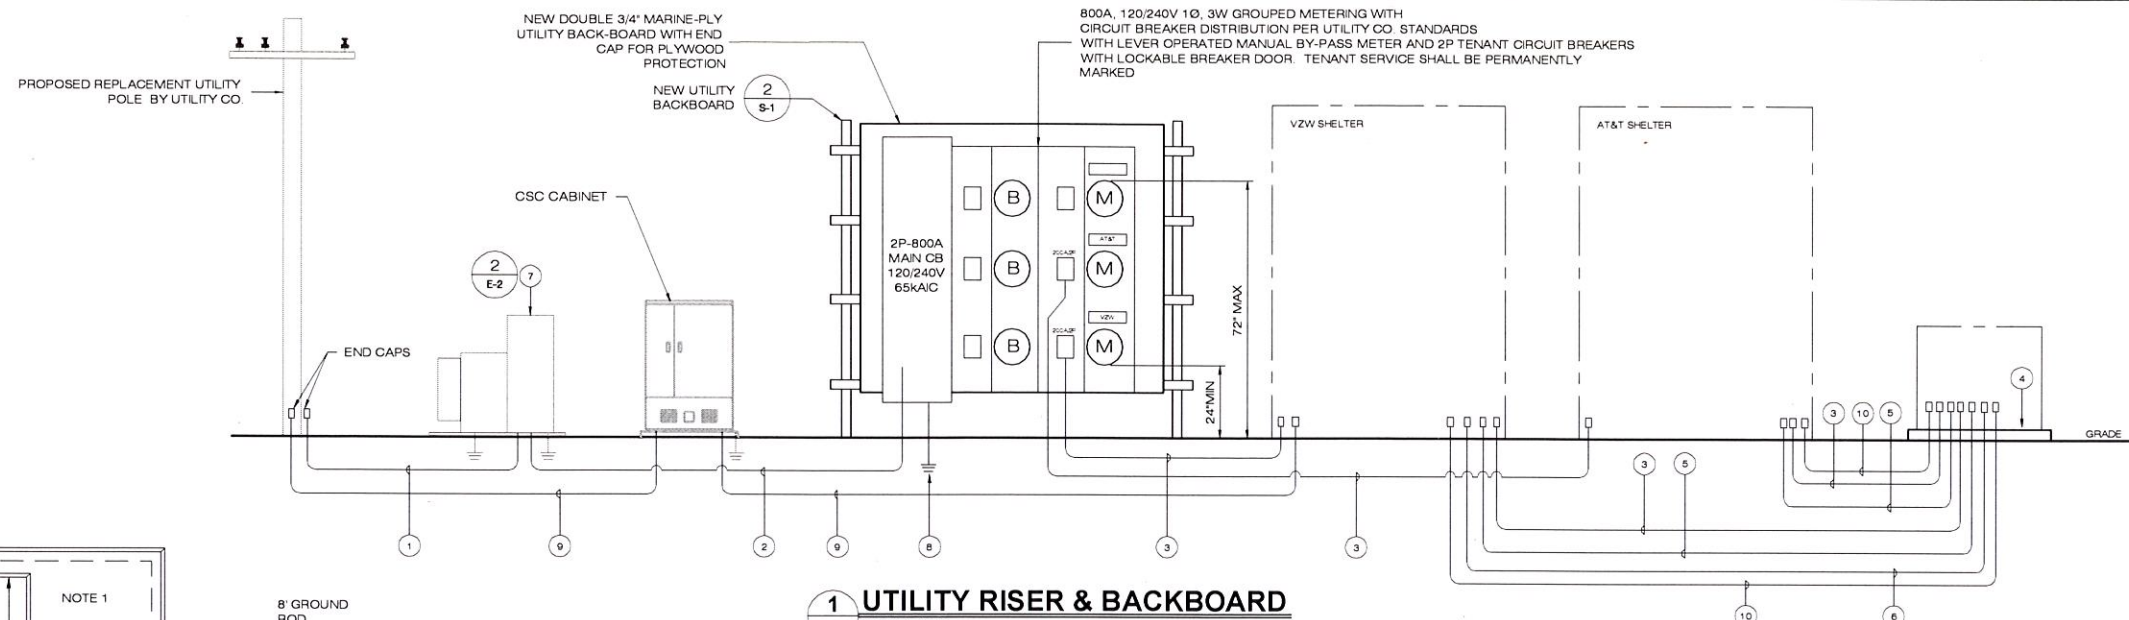 NEW DOUBLE 3/4" MARINE-PLY
UTILITY BACK-BOARD WITH END
CAP FOR PLYWOOD
PROTECTION
800A, 120/240V 1Ø, 3W GROUPED METERING WITH
CIRCUIT BREAKER DISTRIBUTION PER UTILITY CO. STANDARDS
WITH LEVER OPERATED MANUAL BY-PASS METER AND 2P TENANT CIRCUIT BREAKERS
WITH LOCKABLE BREAKER DOOR. TENANT SERVICE SHALL BE PERMANENTLY
MARKED
PROPOSED REPLACEMENT UTILITY
POLE BY UTILITY CO.
NEW UTILITY
BACKBOARD
2
S-1
VZW SHELTER
AT&T SHELTER
CSC CABINET
B
M
2P-800A
MAIN CB
120/240V
65kAIC
AT&T
200A/2P
B
M
2
E-2
7
72" MAX
VZW
200A/2P
B
M
END CAPS
24"MIN
4
3
10
5
GRADE
3
5
1
9
2
9
8
3
3
NOTE 1
8' GROUND
ROD
1
UTILITY RISER & BACKBOARD
10
6